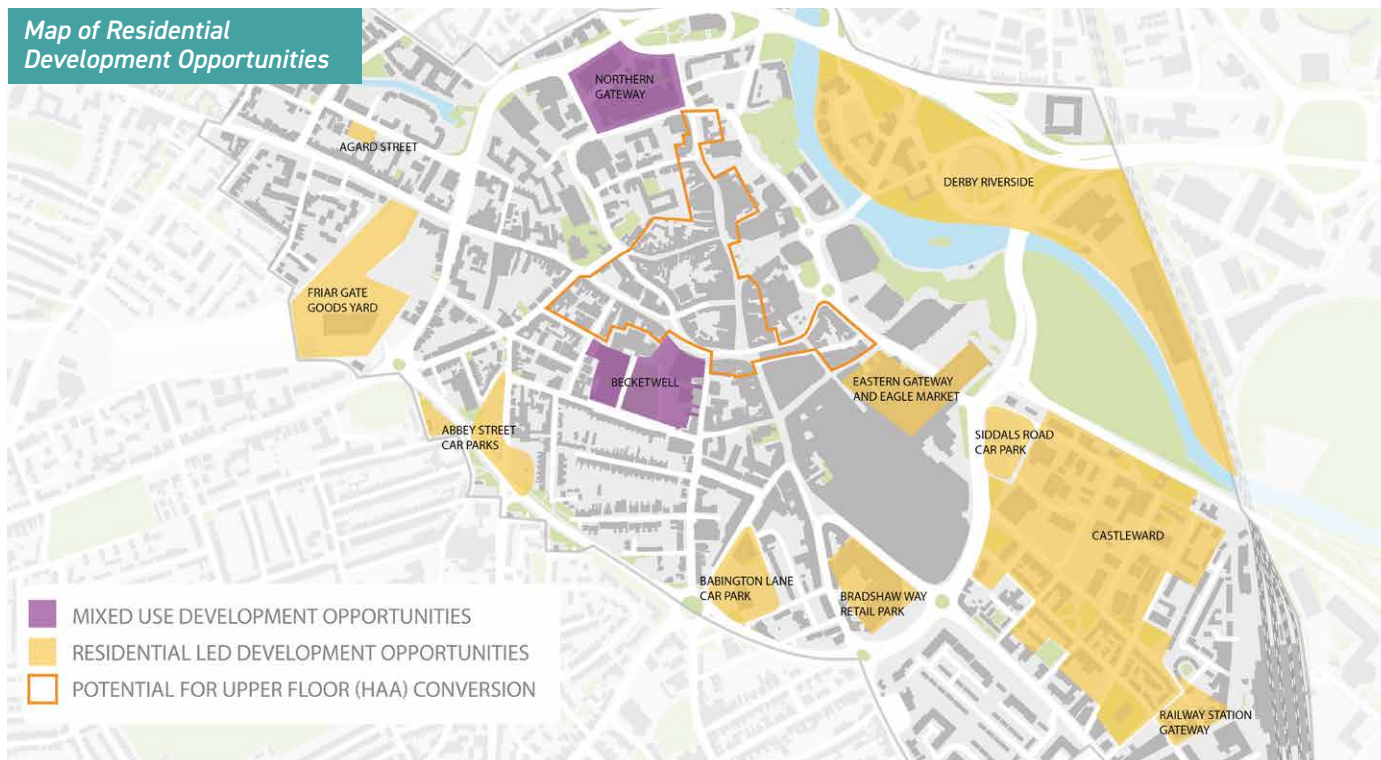 Map of Residential
Development Opportunities
NORTHERN
GATEWAY
AGARD STREET
DERBY RIVERSIDE
FRIAR GATE
GOODS YARD
BECKETWELL
EASTERN GATEWAY
AND EAGLE MARKET
ABBEY STREET
CAR PARKS
SIDDALS ROAD
CAR PARK
CASTLEWARD
BABINGTON LANE
CAR PARK
BRADSHAW WAY
RETAIL PARK
RAILWAY STATION
GATEWAY
MIXED USE DEVELOPMENT OPPORTUNITIES
RESIDENTIAL LED DEVELOPMENT OPPORTUNITIES
POTENTIAL FOR UPPER FLOOR (HAA) CONVERSION